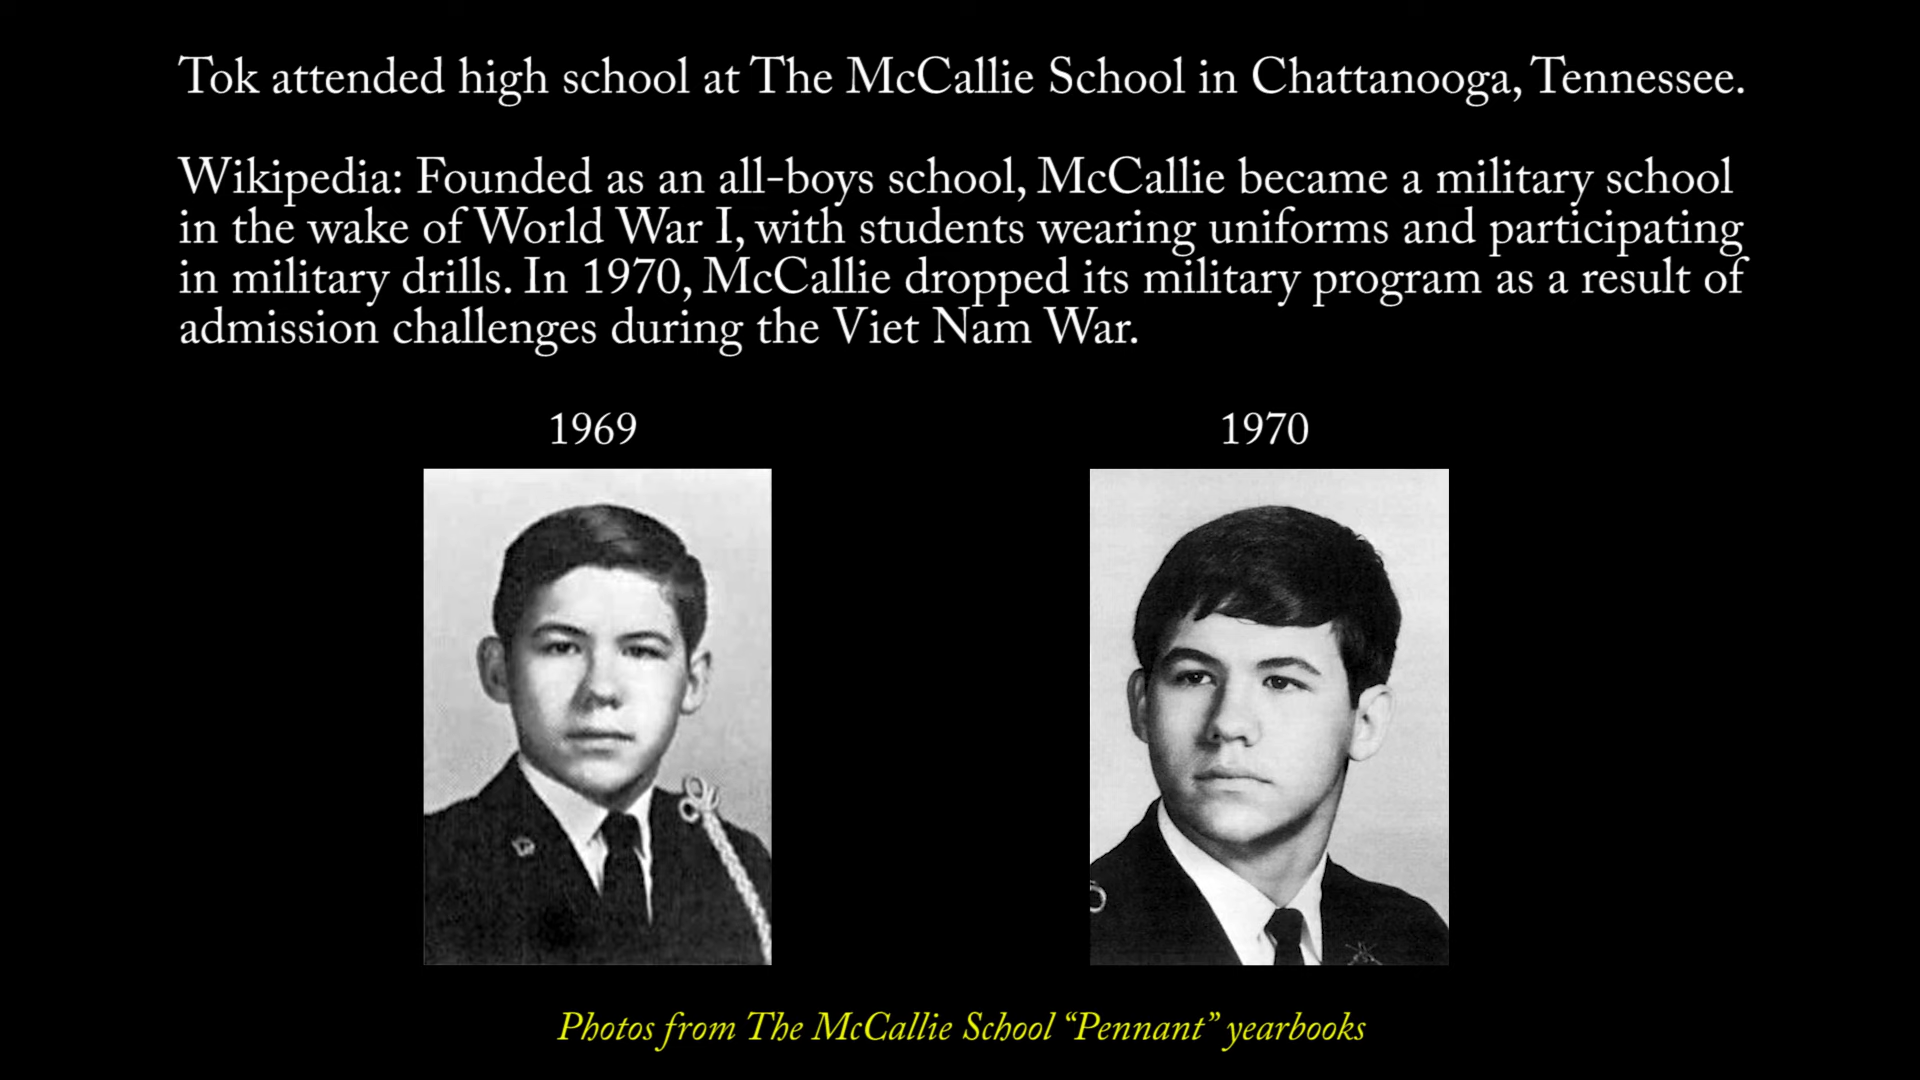 Tok attended high school at The McCallie School in Chattanooga, Tennessee.
Wikipedia: Founded as an all-boys school, McCallie became a military school
in the wake of World War I, with students wearing uniforms and participating
in military drills. In 1970, McCallie dropped its military program as a result of
admission challenges during the Viet Nam War.
1969
1970
Photos from The McCallie School “Pennant” yearbooks